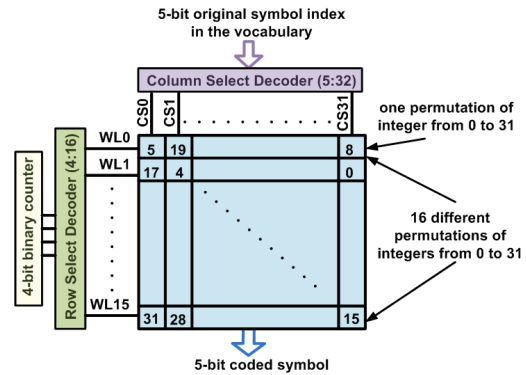 5-bit original symbol index
in the vocabulary
Column Select Decoder (5:32)
CS0
CS1
CS31
one permutation of
integer from 0 to 31
WL0
5 19 8
WL1
17 4 0
4-bit binary counter
Row Select Decoder (4:16)
16 different
permutations of
integers from 0 to 31
WL15
31 28 15
5-bit coded symbol